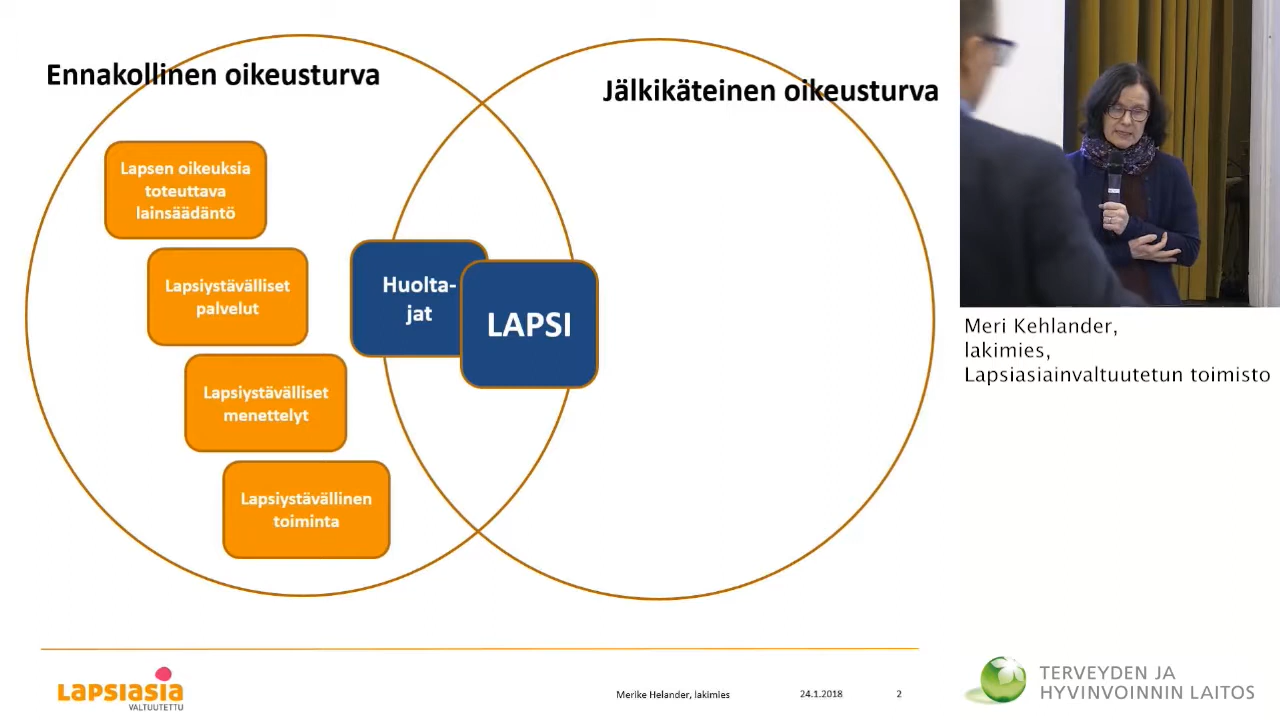 Ennakollinen oikeusturva
Jälkikäteinen oikeusturva
Lapsen oikeuksia
toteuttava
lainsäädäntö
Lapsiystävälliset
palvelut
Lapsiystävälliset
menettelyt
Lapsiystävällinen
toiminta
Huolta-
jat
LAPSI
LAPSIASIA
VALTUUTETTU
Merike Helander, lakimies
24.1.2018
2
Meri Kehlander,
lakimies,
Lapsiasiainvaltuutetun toimisto
TERVEYDEN JA
HYVINVOINNIN LAITOS